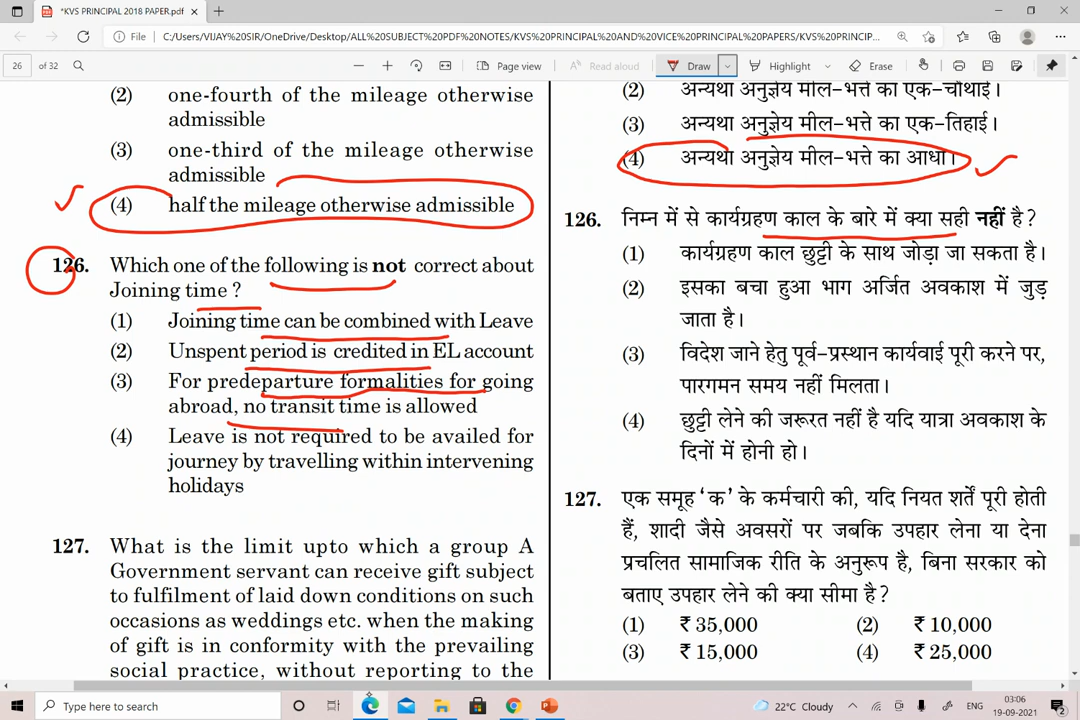 *KVS PRINCIPAL 2018 PAPER.pdf
File
C:/Users/VIJAY%20SIR/OneDrive/Desktop/ALL%20SUBJECT%20PDF%20NOTES/KVS%20PRINCIPAL%20AND%20VICE%20PRINCIPAL%20PAPERS/KVS%20PRINCIP...
26 of 32
Page view
Read aloud
Draw
Highlight
Erase
(2) one-fourth of the mileage otherwise
admissible
(3) one-third of the mileage otherwise
admissible
(4) half the mileage otherwise admissible
126. Which one of the following is not correct about
Joining time ?
(1) Joining time can be combined with Leave
(2) Unspent period is credited in EL account
(3) For predeparture formalities for going
abroad, no transit time is allowed
(4) Leave is not required to be availed for
journey by travelling within intervening
holidays
127. What is the limit upto which a group A
Government servant can receive gift subject
to fulfilment of laid down conditions on such
occasions as weddings etc. when the making
of gift is in conformity with the prevailing
social practice, without reporting to the
(2) अन्यथा अनुज्ञेय मील-भत्ते का एक-चौथाई।
(3) अन्यथा अनुज्ञेय मील-भत्ते का एक-तिहाई।
(4) अन्यथा अनुज्ञेय मील-भत्ते का आधा।
126. निम्न में से कार्यग्रहण काल के बारे में क्या सही नहीं है?
(1) कार्यग्रहण काल छुट्टी के साथ जोड़ा जा सकता है।
(2) इसका बचा हुआ भाग अर्जित अवकाश में जुड़
जाता है।
(3) विदेश जाने हेतु पूर्व-प्रस्थान कार्यवाई पूरी करने पर,
पारगमन समय नहीं मिलता।
(4) छुट्टी लेने की जरूरत नहीं है यदि यात्रा अवकाश के
दिनों में होनी हो।
127. एक समूह 'क' के कर्मचारी की, यदि नियत शर्तें पूरी होती
हैं, शादी जैसे अवसरों पर जबकि उपहार लेना या देना
प्रचलित सामाजिक रीति के अनुरूप है, बिना सरकार को
बताए उपहार लेने की क्या सीमा है?
(1) ₹ 35,000 (2) ₹ 10,000
(3) ₹ 15,000 (4) ₹ 25,000
Type here to search
22°C Cloudy
ENG
03:06
19-09-2021
2